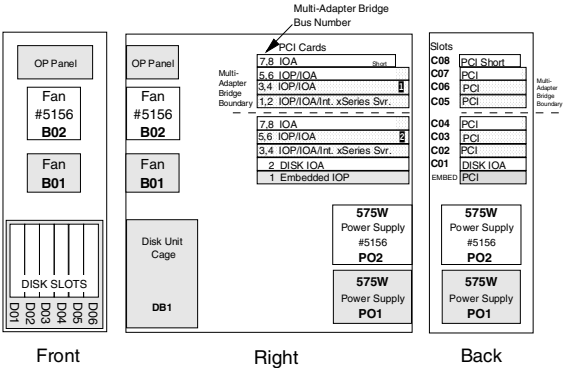 Multi-Adapter Bridge
Bus Number
OP Panel
Fan
#5156
B02
Fan
B01
DISK SLOTS
D01
D02
D03
D04
D05
D06
Front
OP Panel
Fan
#5156
B02
Fan
B01
Disk Unit
Cage
DB1
PCI Cards
7,8 IOA Short
5,6 IOP/IOA
3,4 IOP/IOA 1
1,2 IOP/IOA/Int. xSeries Svr.
Multi-
Adapter
Bridge
Boundary
7,8 IOA
5,6 IOP/IOA 2
3,4 IOP/IOA/Int. xSeries Svr.
2 DISK IOA
1 Embedded IOP
575W
Power Supply
#5156
PO2
575W
Power Supply
PO1
Right
Slots
C08 PCI Short
C07 PCI
C06 PCI
C05 PCI
Multi-
Adapter
Bridge
Boundary
C04 PCI
C03 PCI
C02 PCI
C01 DISK IOA
EMBED PCI
575W
Power Supply
#5156
PO2
575W
Power Supply
PO1
Back